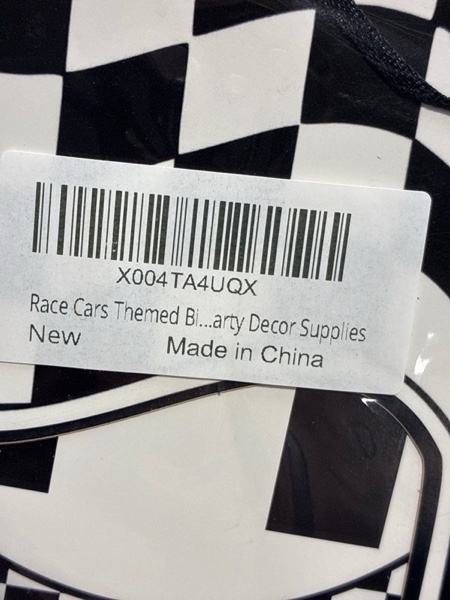 X004TA4UQX
Race Cars Themed Bi...arty Decor Supplies
New
Made in China